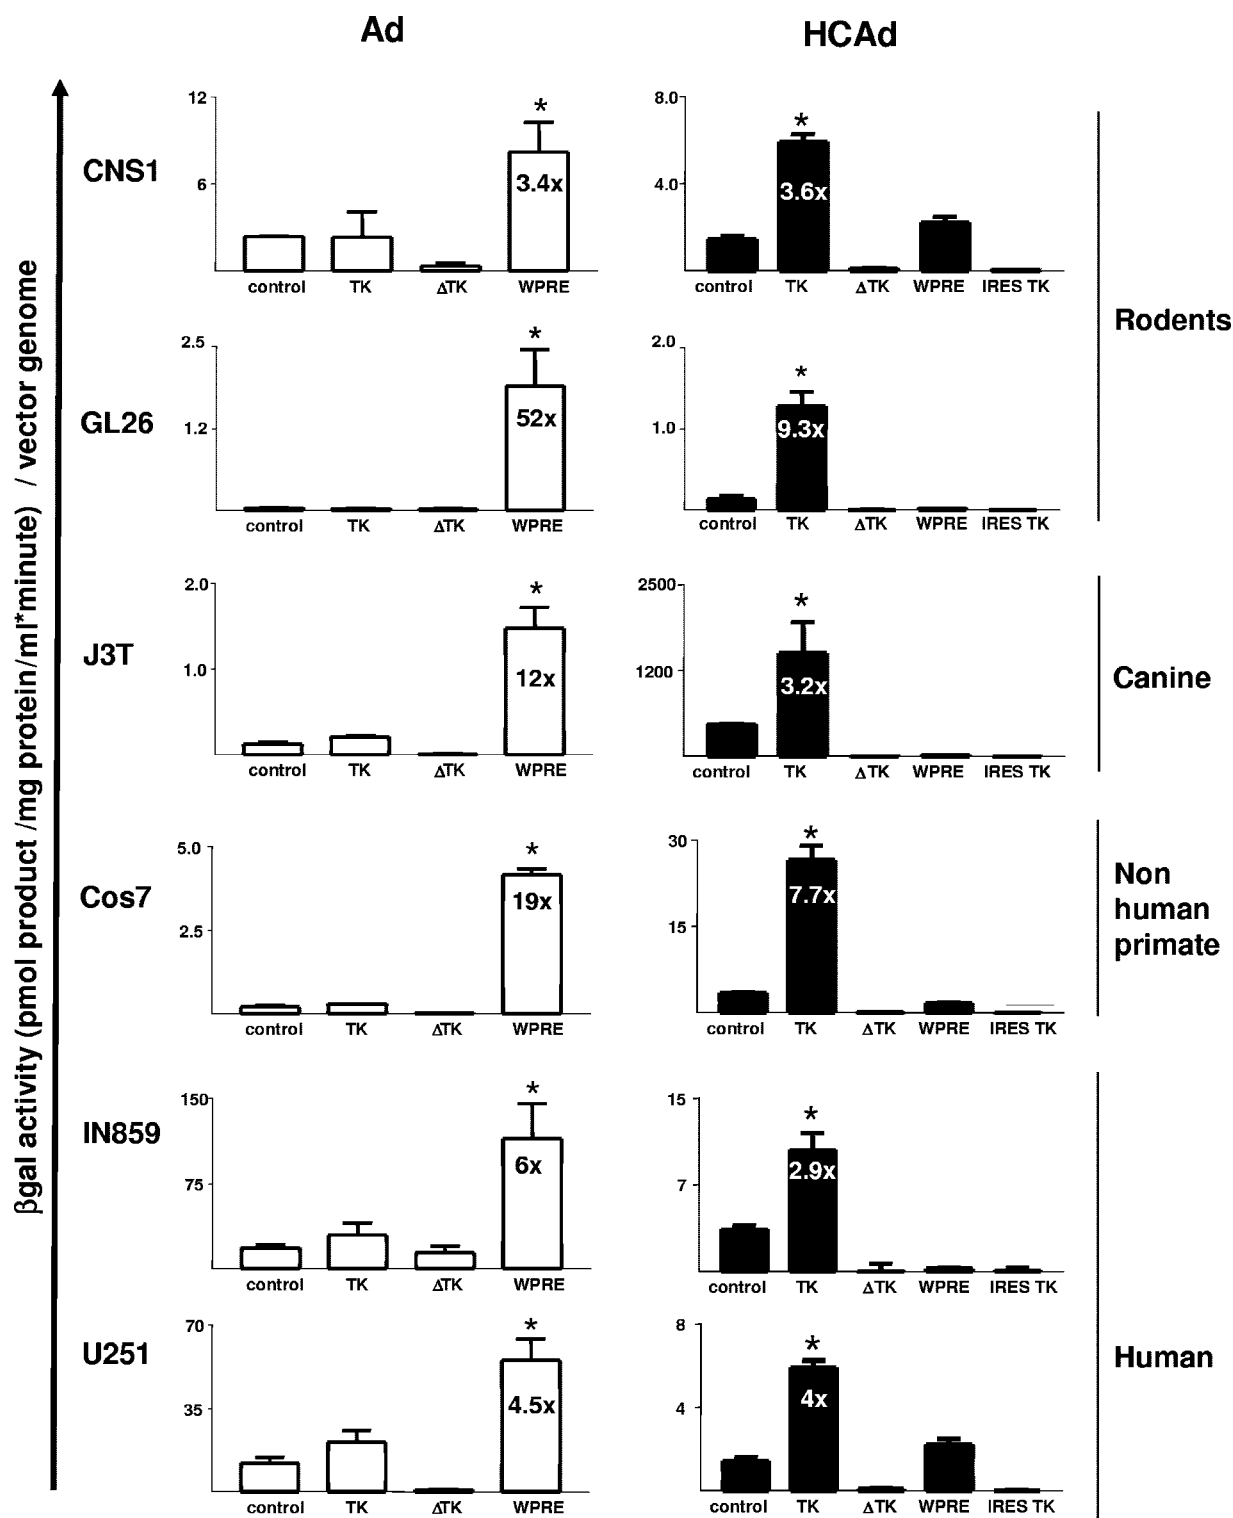 Ad
HCAd
βgal activity (pmol product /mg protein/ml*minute) / vector genome
CNS1
12
6
*
3.4x
control TK ΔTK WPRE
8.0
4.0
*
3.6x
control TK ΔTK WPRE IRES TK
Rodents
GL26
2.5
1.2
*
52x
control TK ΔTK WPRE
2.0
1.0
*
9.3x
control TK ΔTK WPRE IRES TK
J3T
2.0
1.0
*
12x
control TK ΔTK WPRE
2500
1200
*
3.2x
control TK ΔTK WPRE IRES TK
Canine
Cos7
5.0
2.5
*
19x
control TK ΔTK WPRE
30
15
*
7.7x
control TK ΔTK WPRE IRES TK
Non
human
primate
IN859
150
75
*
6x
control TK ΔTK WPRE
15
7
*
2.9x
control TK ΔTK WPRE IRES TK
U251
70
35
*
4.5x
control TK ΔTK WPRE
8
4
*
4x
control TK ΔTK WPRE IRES TK
Human